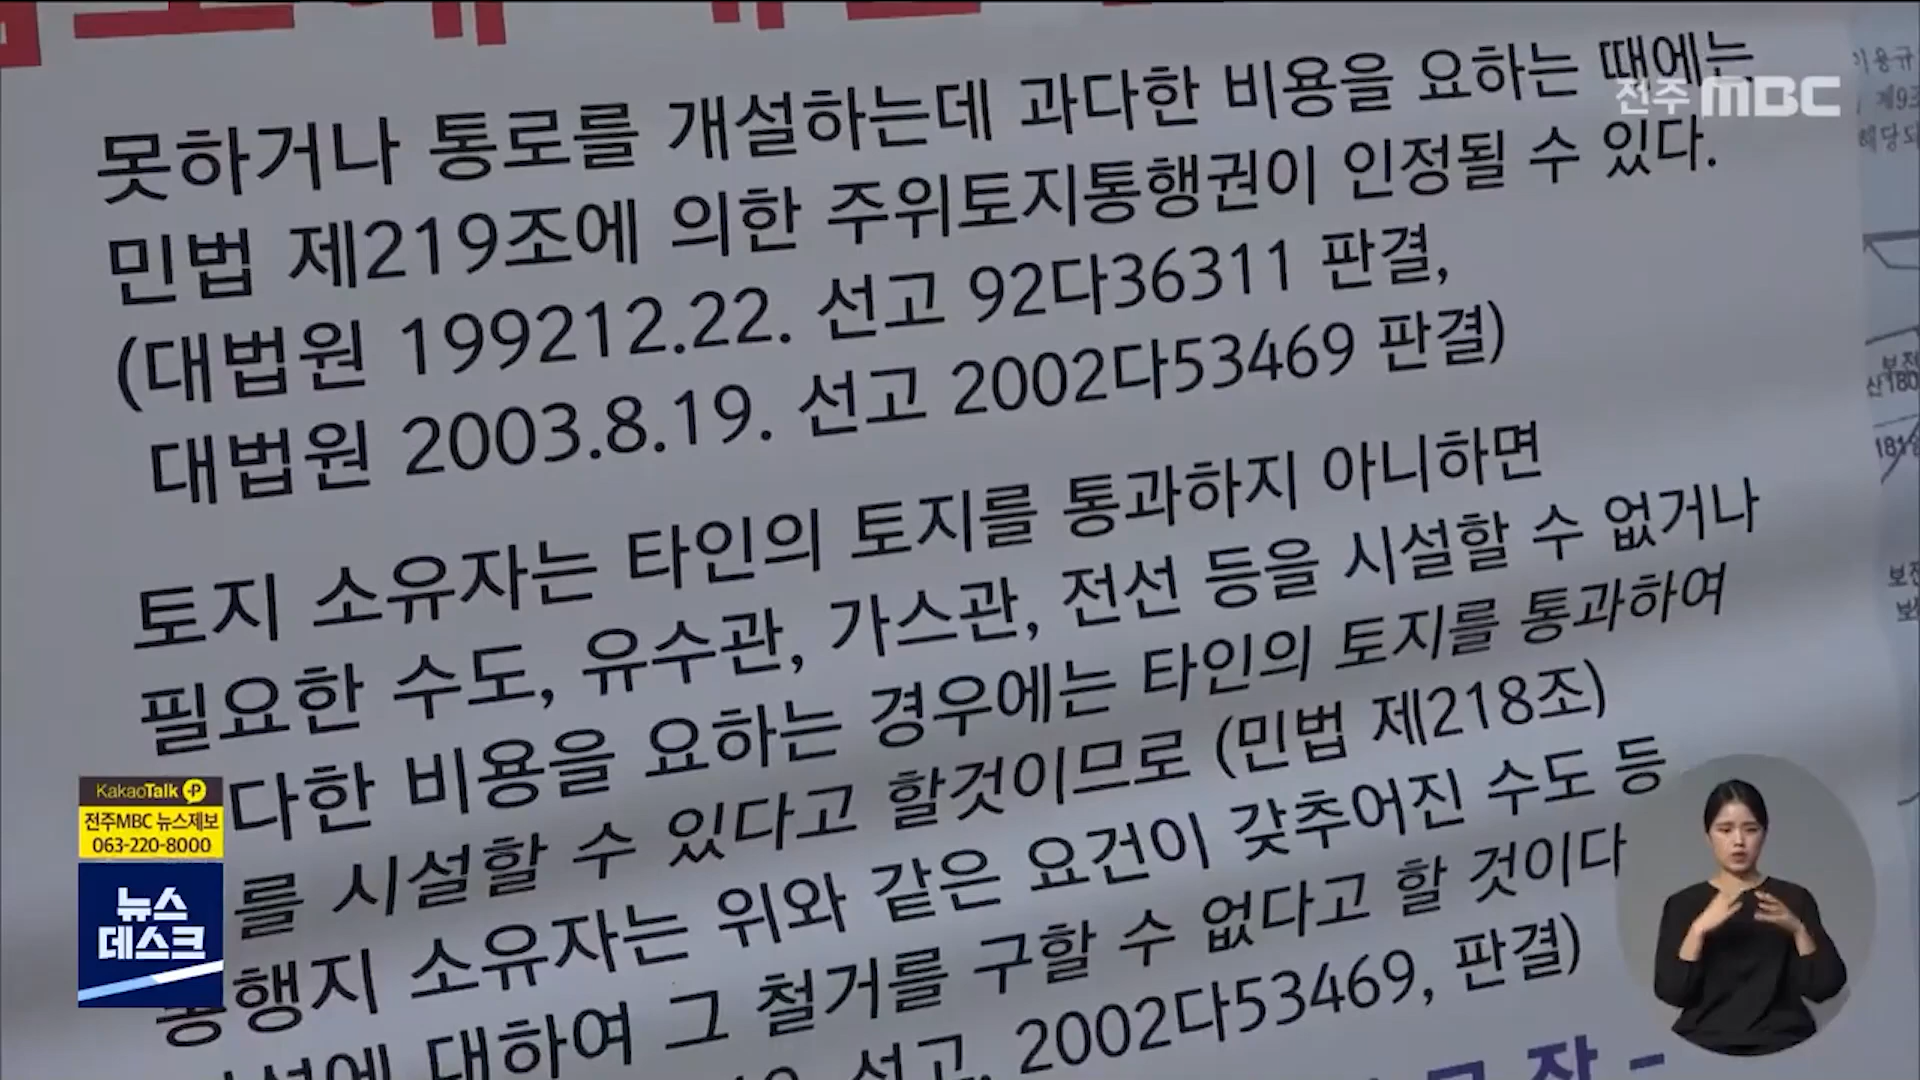 못하거나 통로를 개설하는데 과다한 비용을 요하는 때에는
민법 제219조에 의한 주위토지통행권이 인정될 수 있다.
(대법원 199212.22. 선고 92다36311 판결,
대법원 2003.8.19. 선고 2002다53469 판결)
토지 소유자는 타인의 토지를 통과하지 아니하면
필요한 수도, 유수관, 가스관, 전선 등을 시설할 수 없거나
다한 비용을 요하는 경우에는 타인의 토지를 통과하여
를 시설할 수 있다고 할것이므로 (민법 제218조)
통행지 소유자는 위와 같은 요건이 갖추어진 수도 등
대하여 그 철거를 구할 수 없다고 할 것이다
선고, 2002다53469, 판결)
전주 MBC
KakaoTalk
전주MBC 뉴스제보
063-220-8000
뉴스
데스크